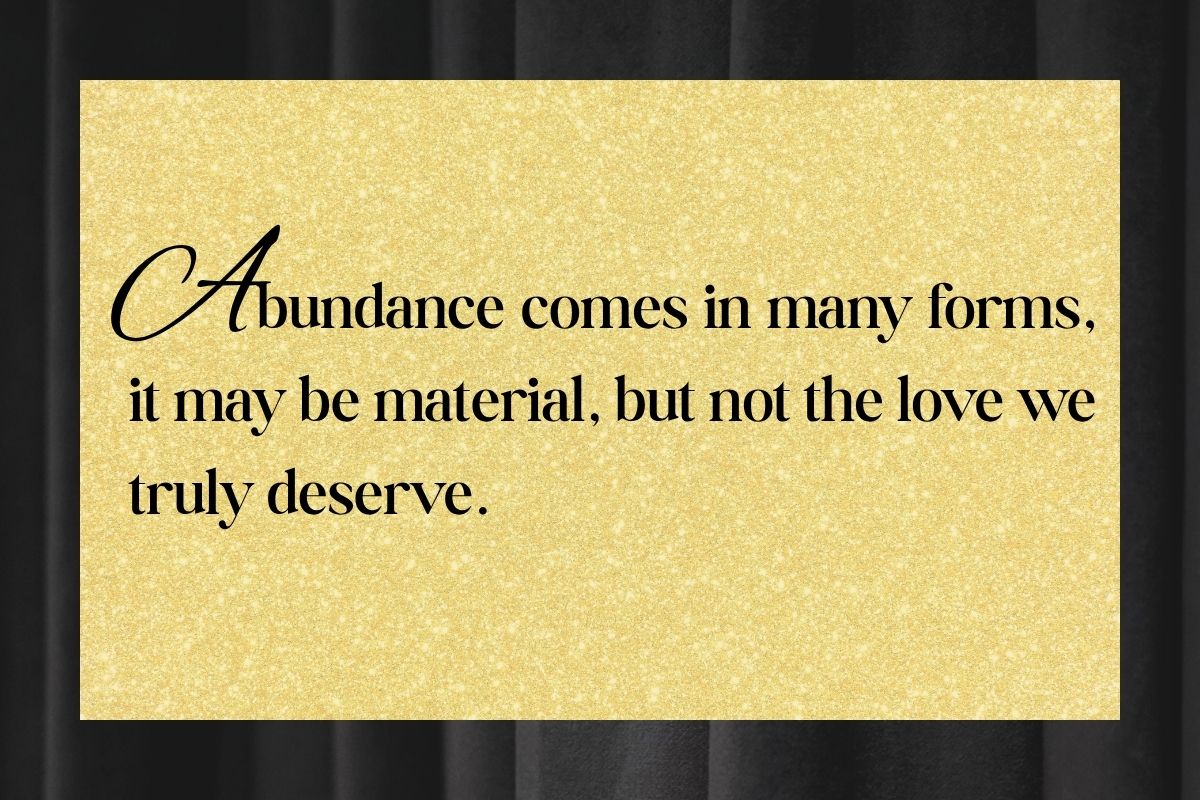 Abundance comes in many forms,
it may be material, but not the love we
truly deserve.